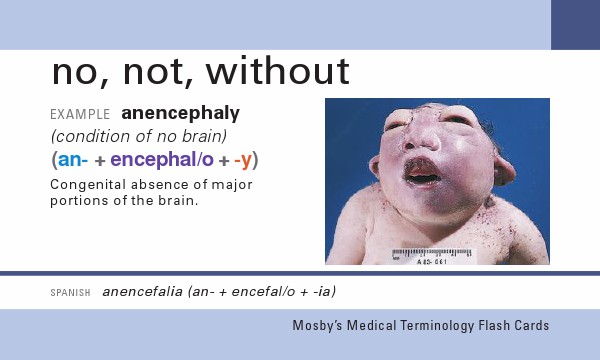 no, not, without
EXAMPLE anencephaly
(condition of no brain)
(an- + encephal/o + -y)
Congenital absence of major
portions of the brain.
A 83-061
SPANISH anencefalia (an- + encefal/o + -ia)
Mosby's Medical Terminology Flash Cards